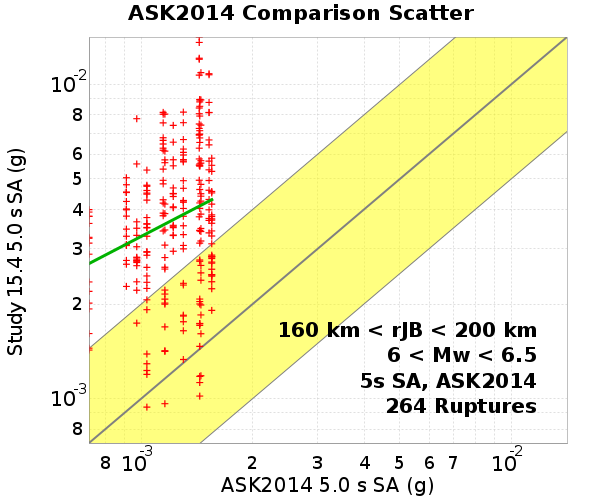 ASK2014 Comparison Scatter
Study 15.4 5.0 s SA (g)
10⁻²
8
6
5
4
3
2
10⁻³
8
160 km < rJB < 200 km
6 < Mw < 6.5
5s SA, ASK2014
264 Ruptures
8 10⁻³ 2 3 4 5 6 7 10⁻²
ASK2014 5.0 s SA (g)